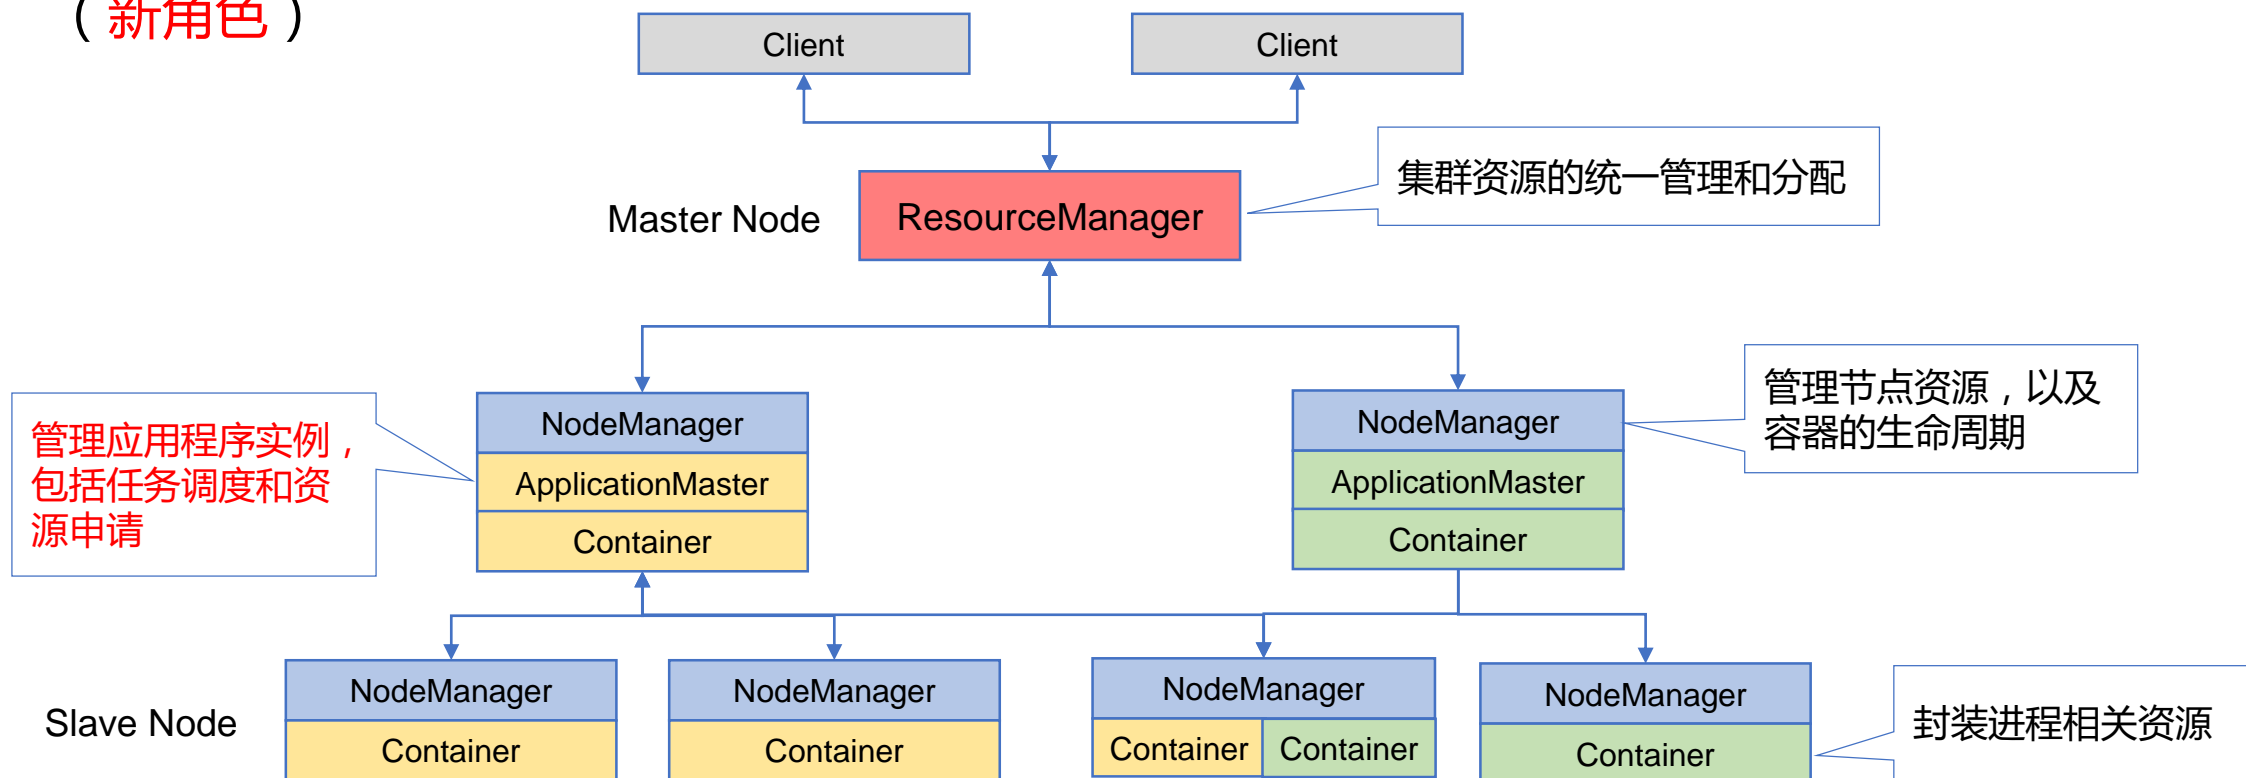 （新角色）
Client
Client
集群资源的统一管理和分配
Master Node
ResourceManager
管理应用程序实例，
包括任务调度和资
源申请
NodeManager
ApplicationMaster
Container
NodeManager
ApplicationMaster
Container
管理节点资源，以及
容器的生命周期
Slave Node
NodeManager
Container
NodeManager
Container
NodeManager
Container
Container
NodeManager
Container
封装进程相关资源